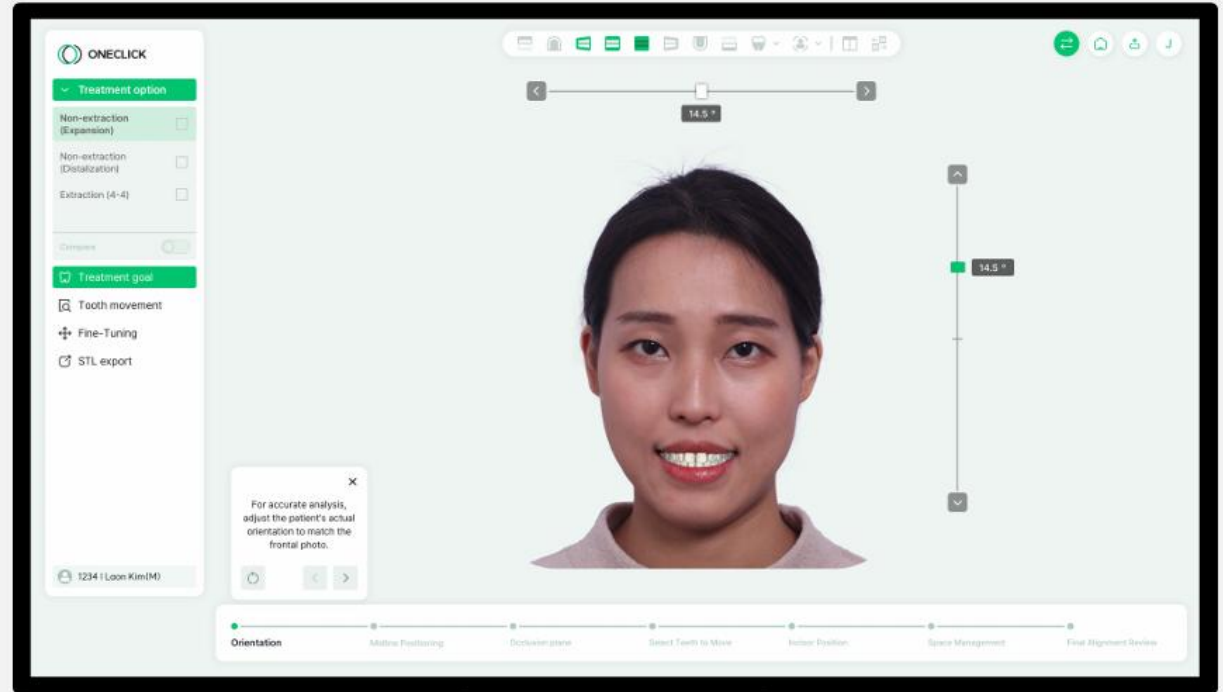 ONECLICK
Treatment option
Non-extraction
(Expansion)
Non-extraction
(Distalization)
Extraction (4-4)
Compare
Treatment goal
Tooth movement
Fine-Tuning
STL export
1234 | Loon Kim(M)
J
14.5 °
14.5 °
For accurate analysis,
adjust the patient's actual
orientation to match the
frontal photo.
Orientation
Midline Positioning
Occlusion plane
Select Teeth to Move
Incisor Position
Space Management
Final Alignment Review